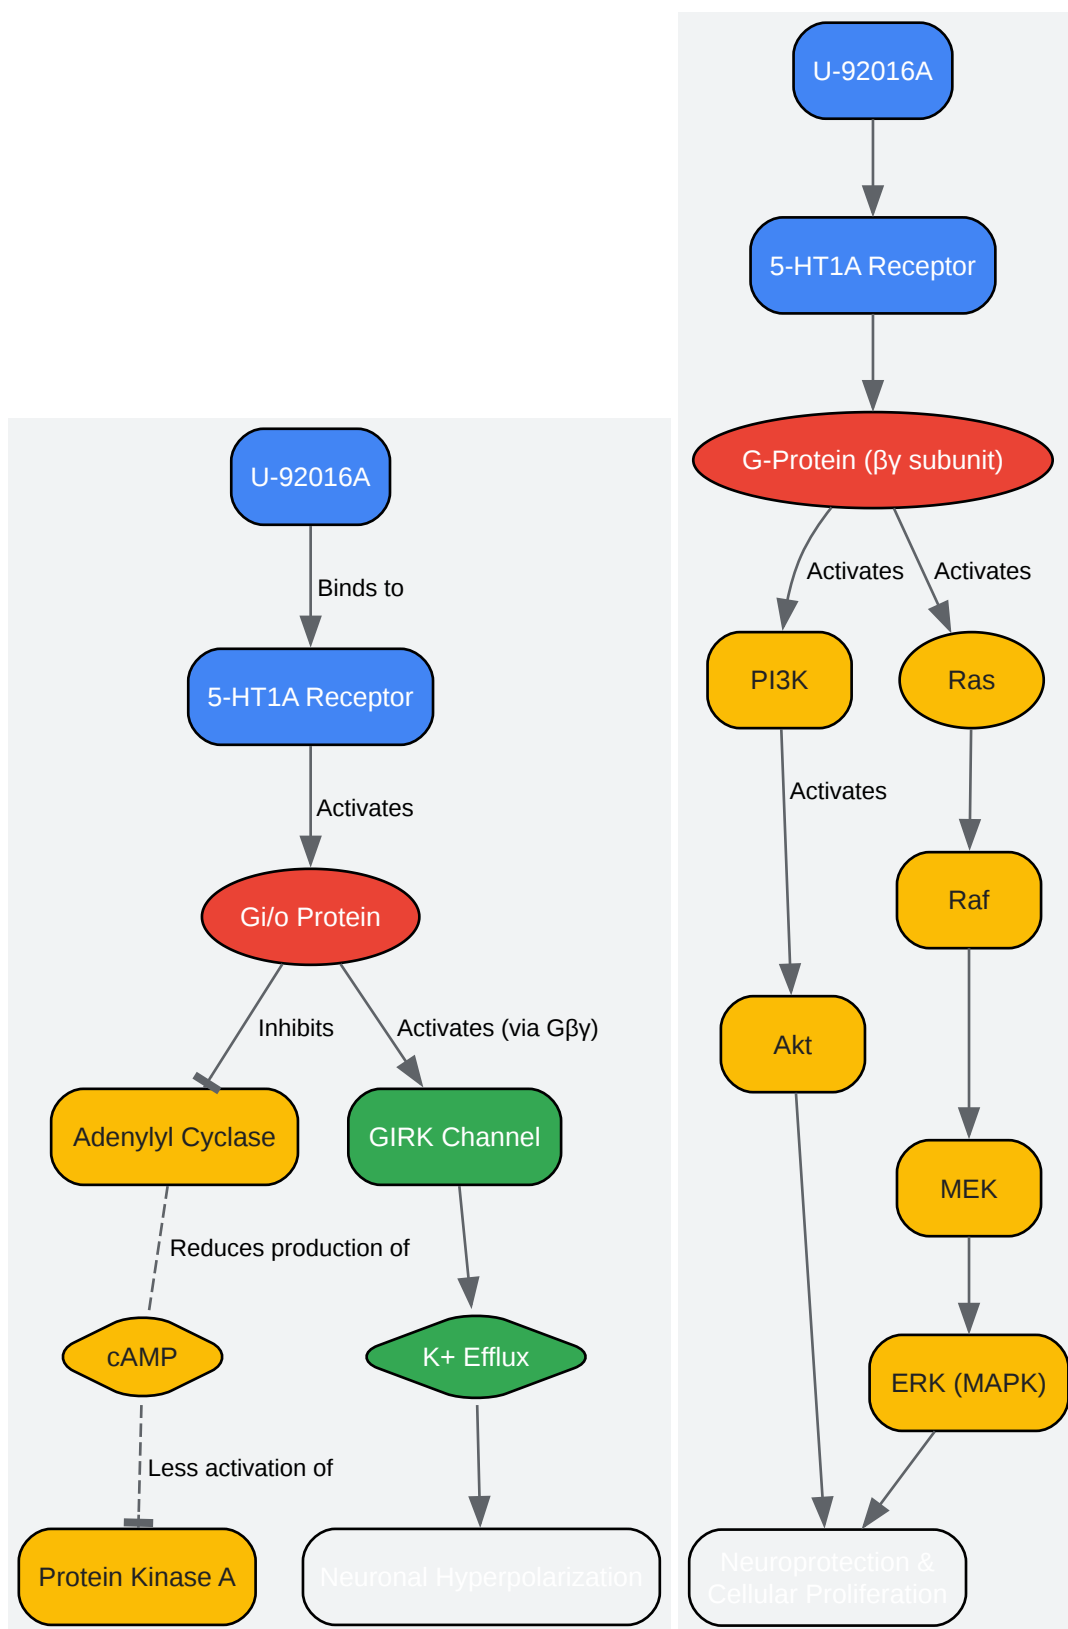 U-92016A
Binds to
5-HT1A Receptor
Activates
Gi/o Protein
Inhibits
Activates (via Gβγ)
Adenylyl Cyclase
GIRK Channel
Reduces production of
cAMP
K+ Efflux
Less activation of
Protein Kinase A
Neuronal Hyperpolarization
U-92016A
5-HT1A Receptor
G-Protein (βγ subunit)
Activates
Activates
PI3K
Ras
Activates
Raf
Akt
MEK
ERK (MAPK)
Neuroprotection &
Cellular Proliferation